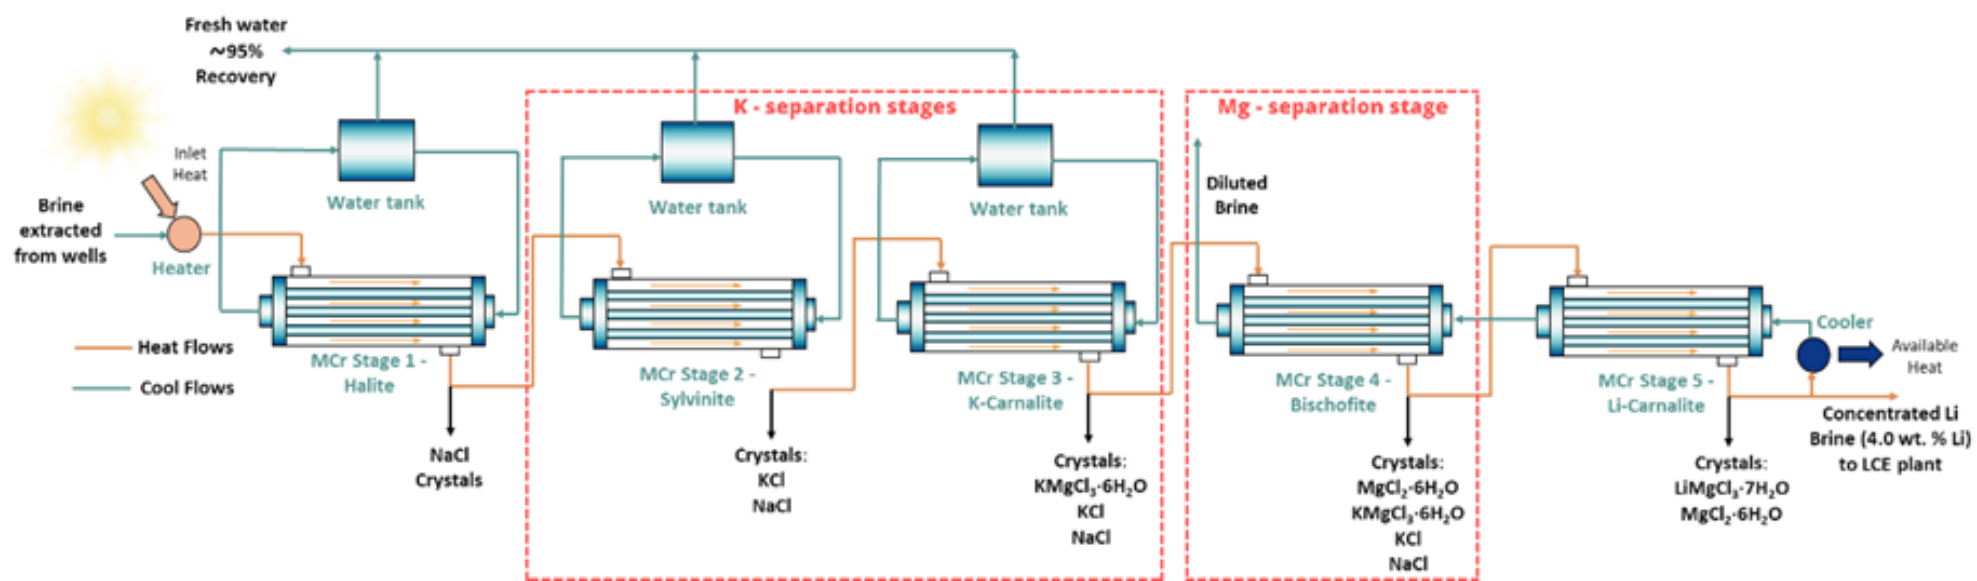 Fresh water
~95%
Recovery
K - separation stages
Mg - separation stage
Inlet
Heat
Brine
extracted
from wells
Heater
Water tank
Water tank
Water tank
Diluted
Brine
Heat Flows
Cool Flows
MCr Stage 1 -
Halite
MCr Stage 2 -
Sylvinite
MCr Stage 3 -
K-Carnalite
MCr Stage 4 -
Bischofite
MCr Stage 5 -
Li-Carnalite
Cooler
Available
Heat
NaCl
Crystals
Crystals:
KCl
NaCl
Crystals:
KMgCl₃·6H₂O
KCl
NaCl
Crystals:
MgCl₂·6H₂O
KMgCl₃·6H₂O
KCl
NaCl
Crystals:
LiMgCl₃·7H₂O
MgCl₂·6H₂O
Concentrated Li
Brine (4.0 wt. % Li)
to LCE plant